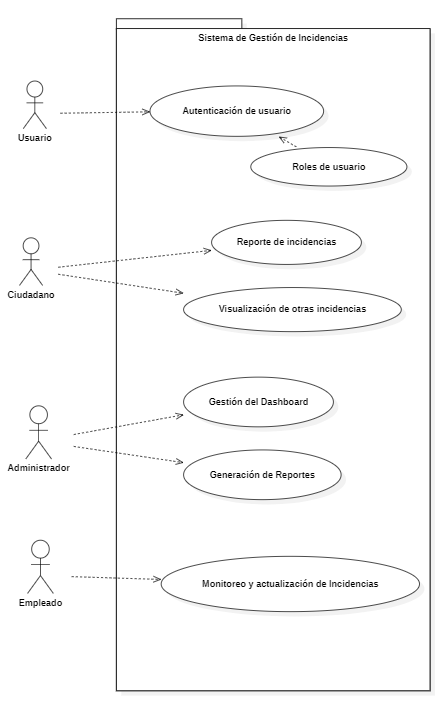 Sistema de Gestión de Incidencias
Autenticación de usuario
Usuario
Roles de usuario
Reporte de incidencias
Ciudadano
Visualización de otras incidencias
Gestión del Dashboard
Administrador
Generación de Reportes
Monitoreo y actualización de Incidencias
Empleado